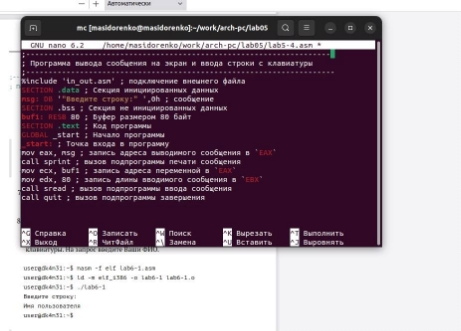 Автоматически
mc [masidorenko@masidorenko]:~/work/arch-pc/lab05
GNU nano 6.2 /home/masidorenko/work/arch-pc/lab05/lab5-4.asm *
;--------------------------------------------------------------------
; Программа вывода сообщения на экран и ввода строки с клавиатуры
;--------------------------------------------------------------------
%include 'in_out.asm' ; подключение внешнего файла
SECTION .data ; Секция инициированных данных
msg: DB 'Введите строку:' ,0h ; сообщение
SECTION .bss ; Секция не инициированных данных
buf1: RESB 80 ; Буфер размером 80 байт
SECTION .text ; Код программы
GLOBAL _start ; Начало программы
_start: ; Точка входа в программу
mov eax, msg ; запись адреса выводимого сообщения в `EAX`
call sprint ; вызов подпрограммы печати сообщения
mov ecx, buf1 ; запись адреса переменной в `EAX`
mov edx, 80 ; запись длины вводимого сообщения в `EBX`
call sread ; вызов подпрограммы ввода сообщения
call quit ; вызов подпрограммы завершения
^G Справка ^O Записать ^W Поиск ^K Вырезать ^T Выполнить
^X Выход ^R ЧитФайл ^\ Замена ^U Вставить ^J Выровнять
клавиатуры. На запрос введите Ваши ФИО.
user@dk4n31:~$ nasm -f elf lab6-1.asm
user@dk4n31:~$ ld -m elf_i386 -o lab6-1 lab6-1.o
user@dk4n31:~$ ./lab6-1
Введите строку:
Имя пользователя
user@dk4n31:~$